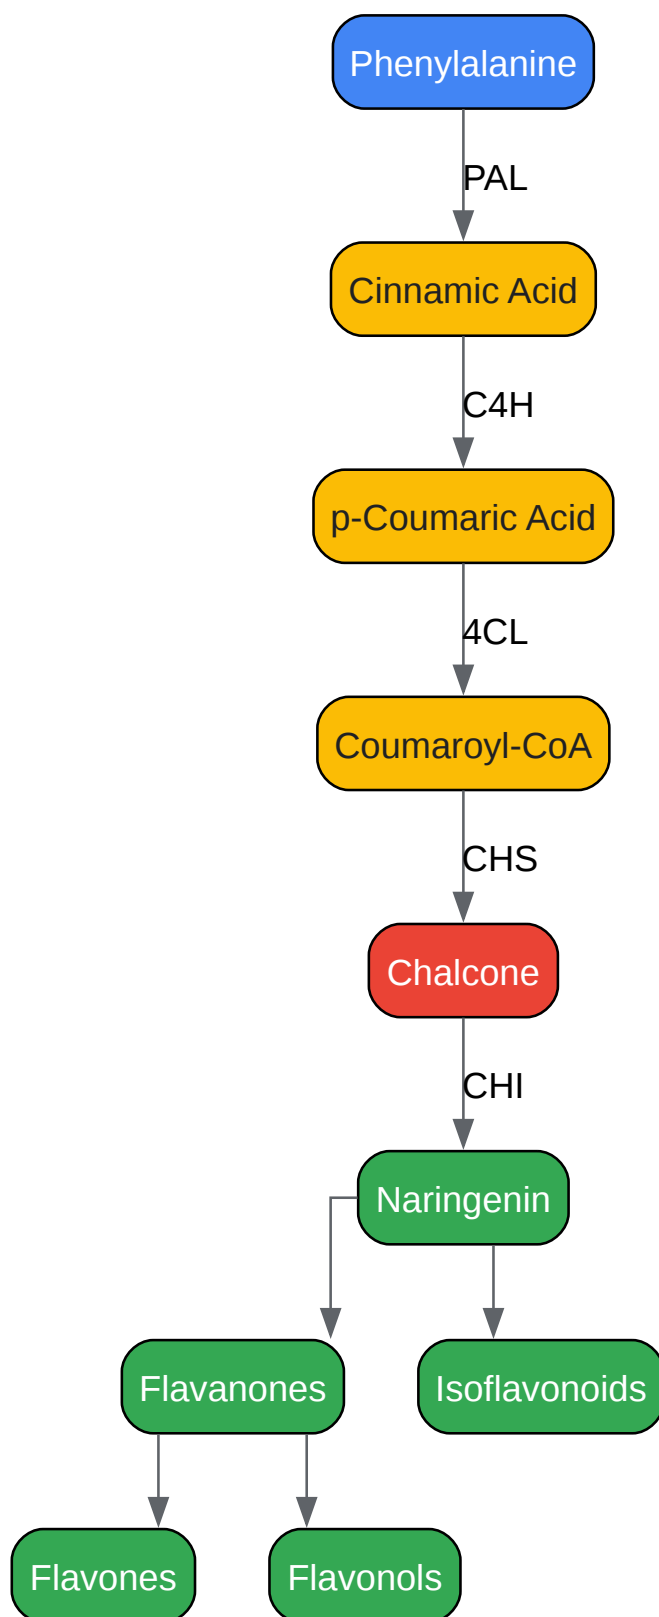 Phenylalanine
PAL
Cinnamic Acid
C4H
p-Coumaric Acid
4CL
Coumaroyl-CoA
CHS
Chalcone
CHI
Naringenin
Flavanones
Isoflavonoids
Flavones
Flavonols